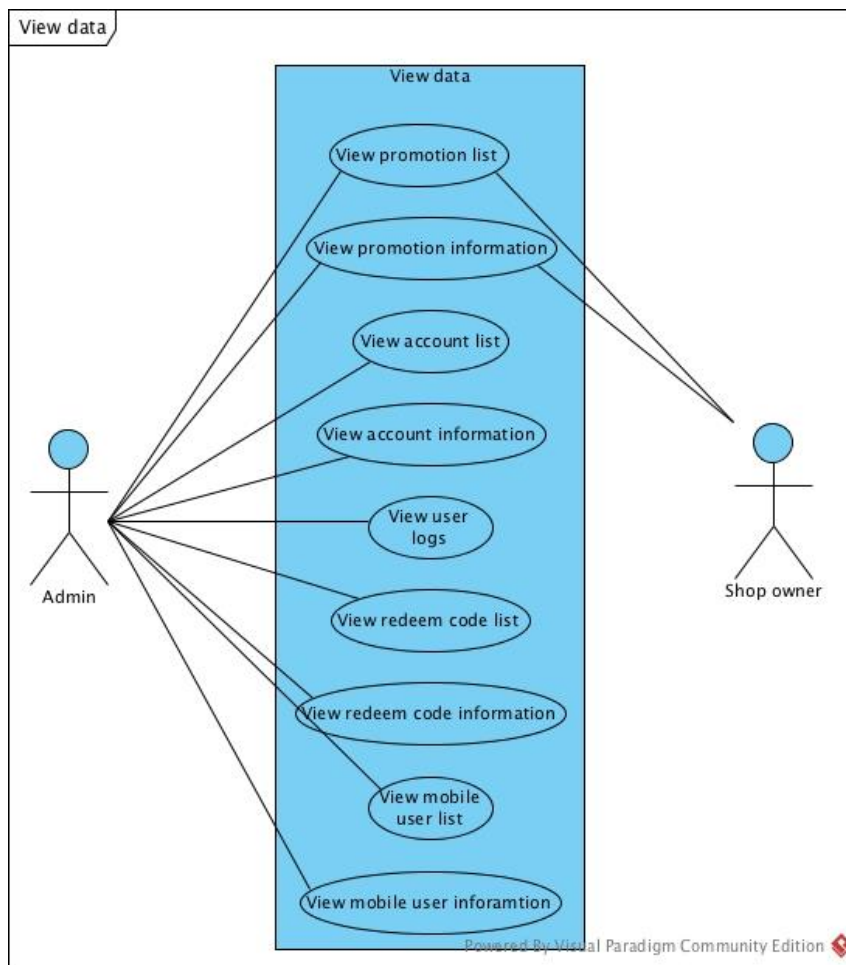 View data
View data
View promotion list
View promotion information
View account list
View account information
View user
logs
Admin
Shop owner
View redeem code list
View redeem code information
View mobile
user list
View mobile user inforamtion
Powered By Visual Paradigm Community Edition